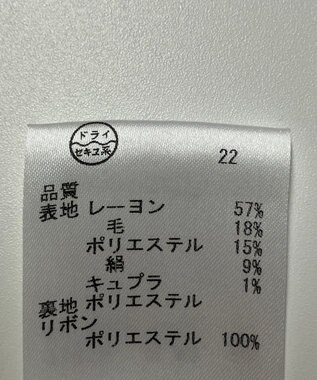 ドライ
セキユ系
22
品質
表地 レーヨン 57%
毛 18%
ポリエステル 15%
絹 9%
キュプラ 1%
裏地 ポリエステル
リボン
ポリエステル 100%